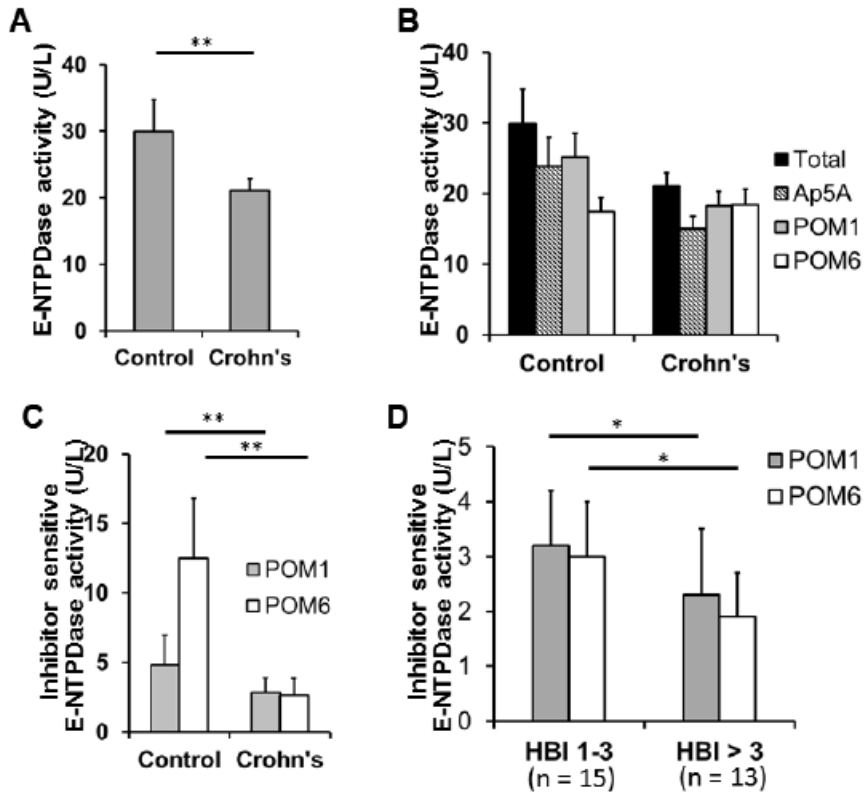 A
**
E-NTPDase activity (U/L)
40
30
20
10
0
Control Crohn's
B
E-NTPDase activity (U/L)
40
30
20
10
0
Control Crohn's
Total
Ap5A
POM1
POM6
C
**
**
Inhibitor sensitive
E-NTPDase activity (U/L)
20
15
10
5
0
POM1
POM6
Control Crohn's
D
*
*
Inhibitor sensitive
E-NTPDase activity (U/L)
5
4
3
2
1
0
POM1
POM6
HBI 1-3 HBI > 3
(n = 15) (n = 13)